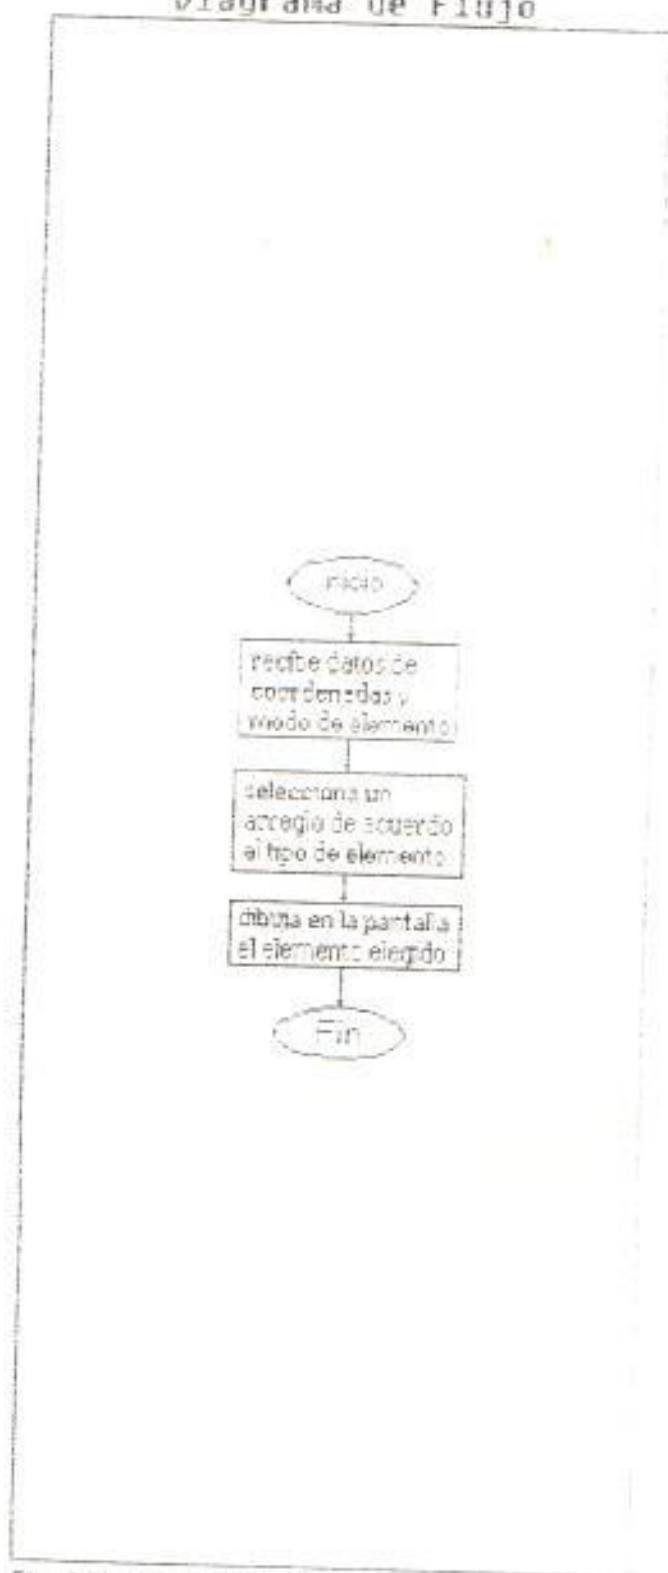 Diagrama de Flujo
inicio
recibe datos de
coordenadas y
modo de elemento
selecciona un
arreglo de acuerdo
al tipo de elemento
dibuja en la pantalla
el elemento elegido
Fin